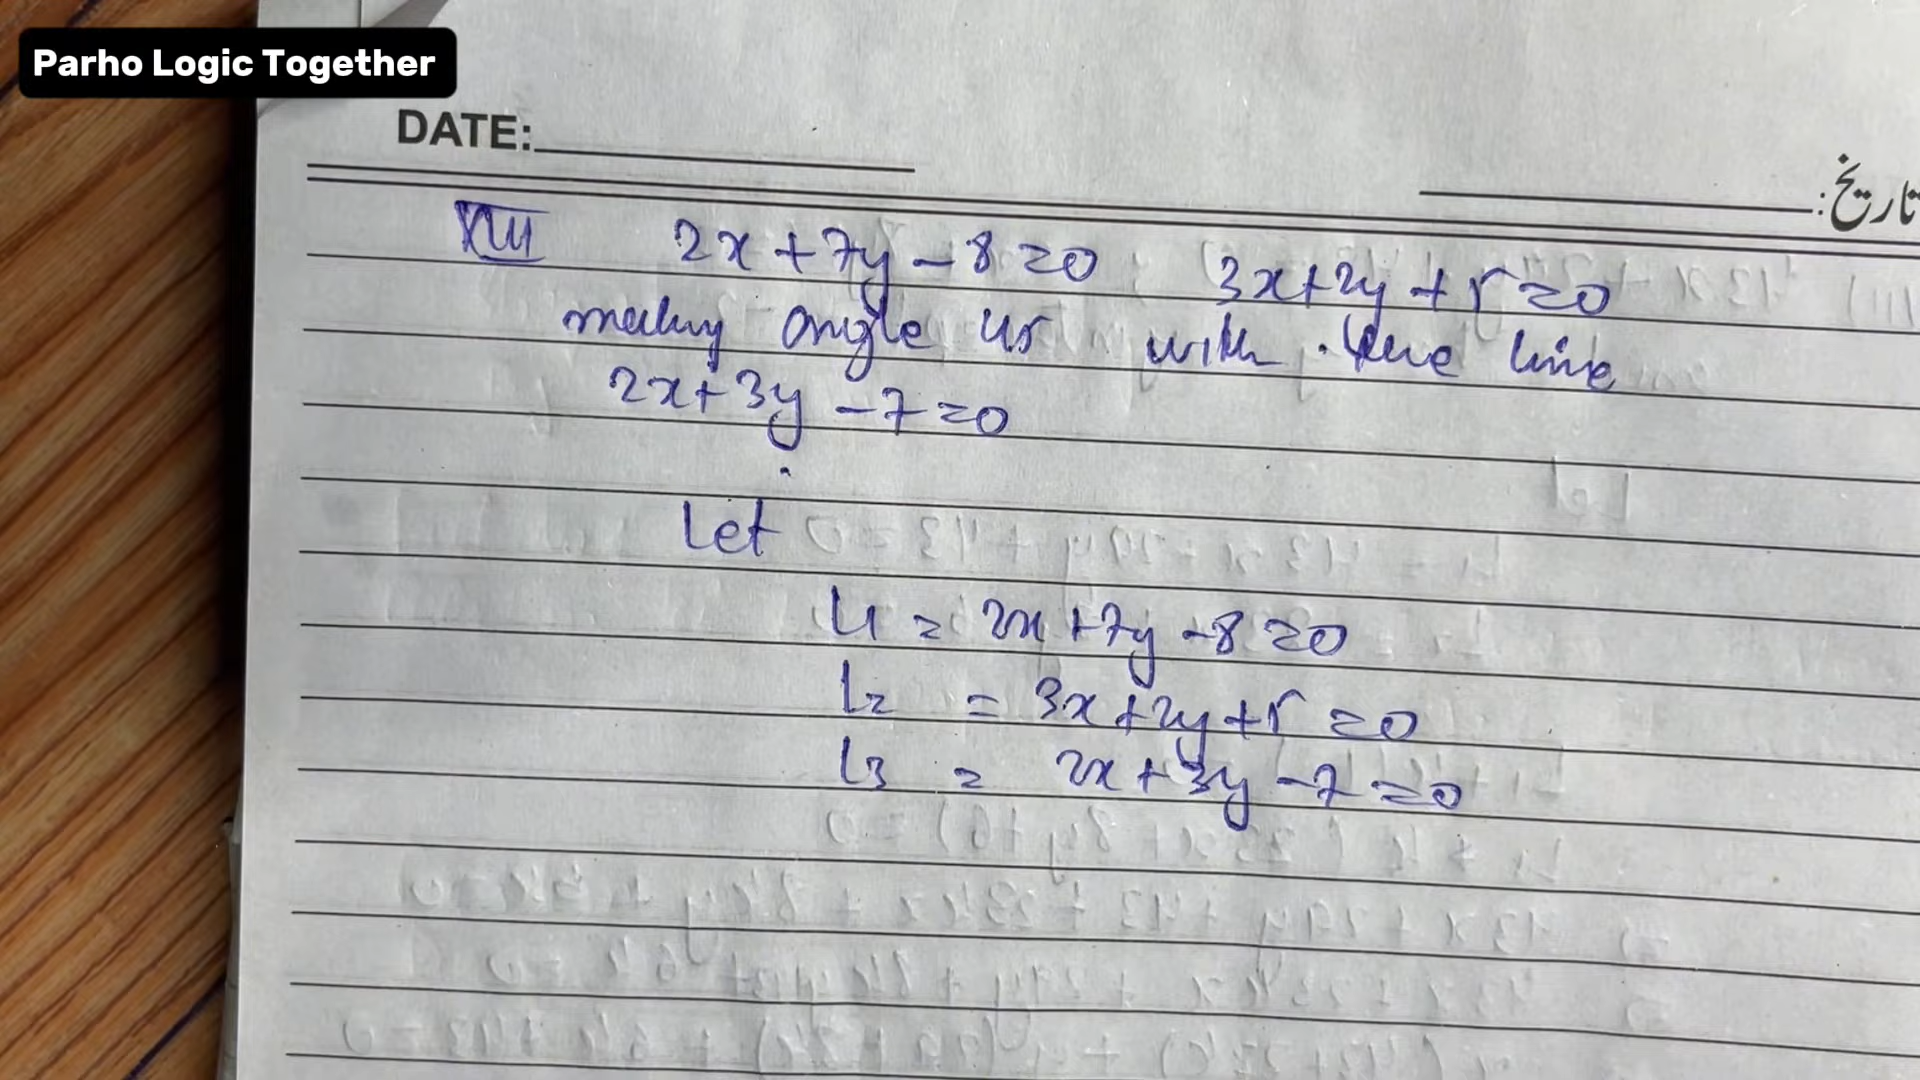 Parho Logic Together
DATE:
تاریخ:
XIII 2x + 7y - 8 = 0 3x + 2y + 5 = 0
making angle 45 with the line
2x + 3y - 7 = 0
Let
L1 = 2x + 7y - 8 = 0
L2 = 3x + 2y + 5 = 0
L3 = 2x + 3y - 7 = 0